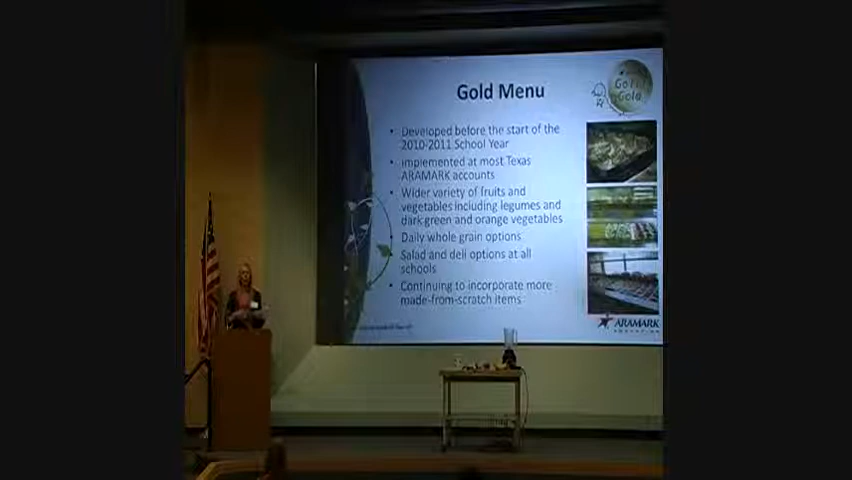 Gold Menu
Go for
Gold
• Developed before the start of the
2010-2011 School Year
• Implemented at most Texas
ARAMARK accounts
• Wider variety of fruits and
vegetables including legumes and
dark green and orange vegetables
• Daily whole grain options
• Salad and deli options at all
schools
• Continuing to incorporate more
made-from-scratch items
ARAMARK
EDUCATION